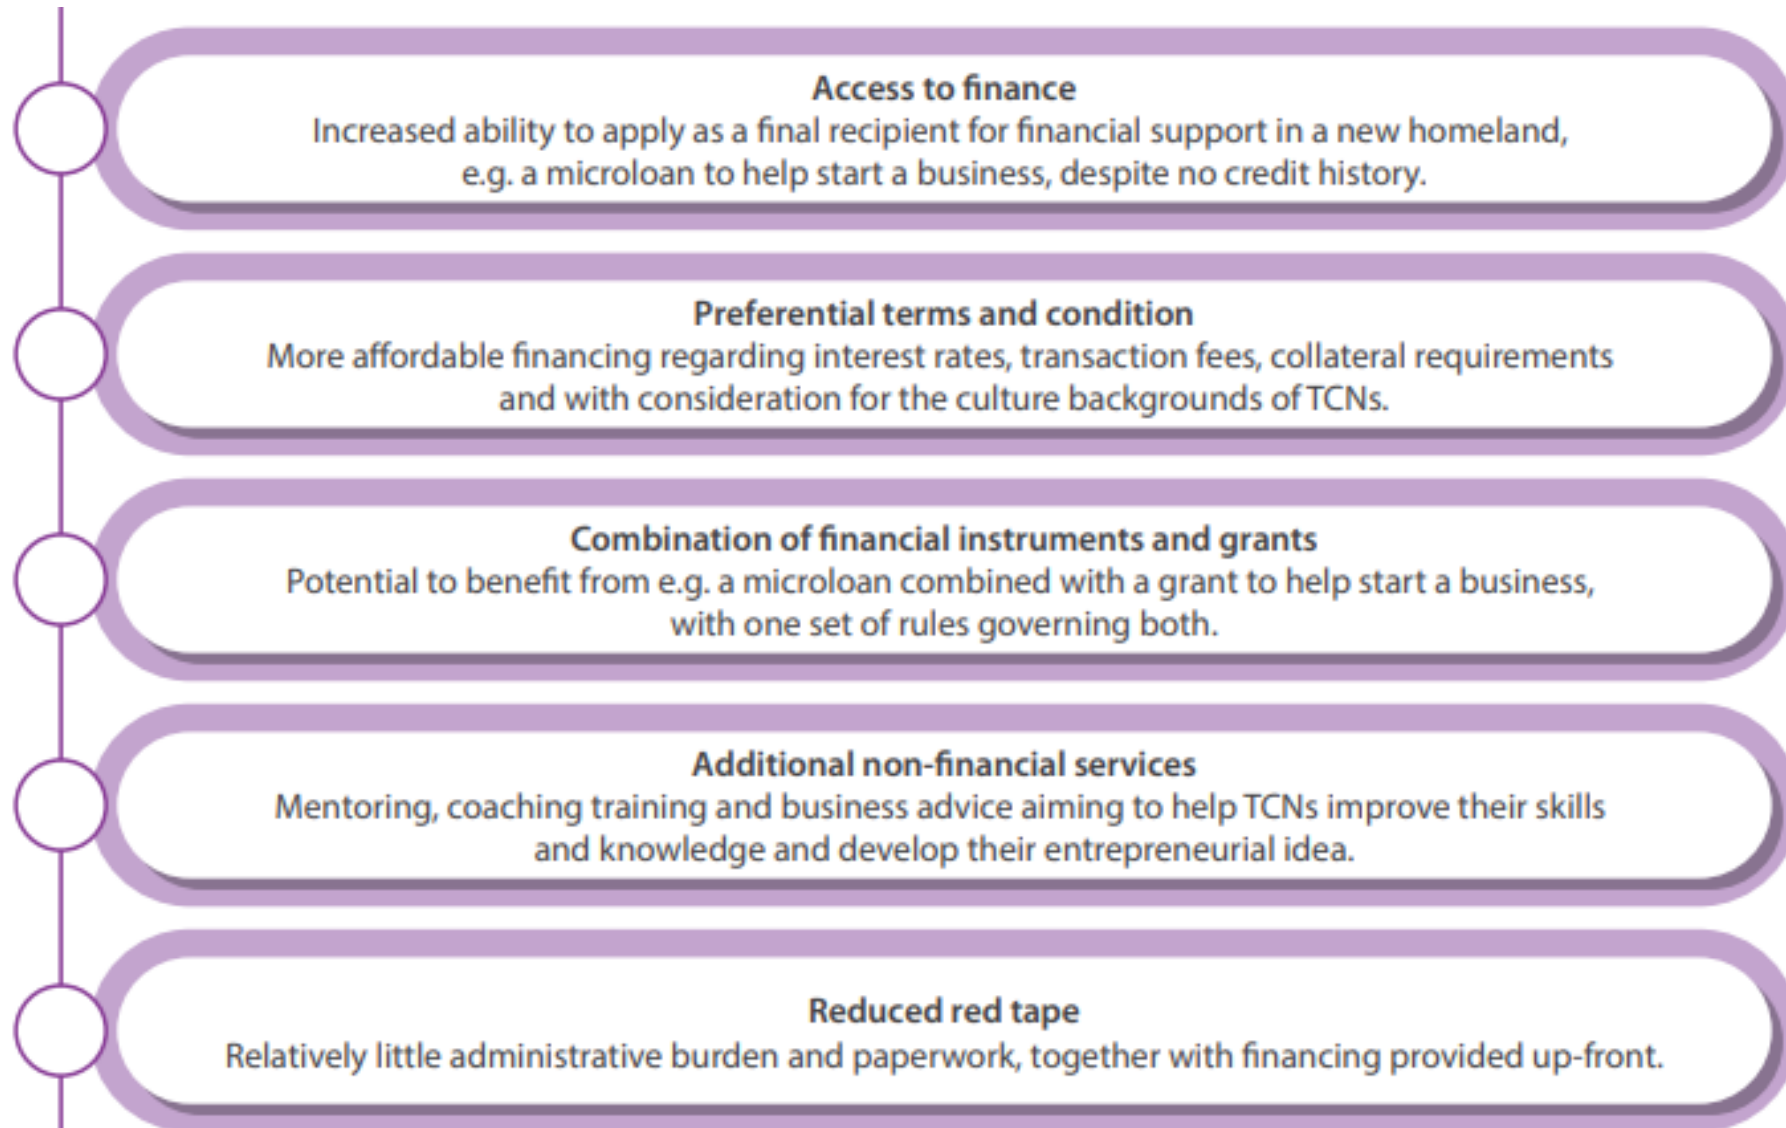 Access to finance
Increased ability to apply as a final recipient for financial support in a new homeland,
e.g. a microloan to help start a business, despite no credit history.
Preferential terms and condition
More affordable financing regarding interest rates, transaction fees, collateral requirements
and with consideration for the culture backgrounds of TCNs.
Combination of financial instruments and grants
Potential to benefit from e.g. a microloan combined with a grant to help start a business,
with one set of rules governing both.
Additional non-financial services
Mentoring, coaching training and business advice aiming to help TCNs improve their skills
and knowledge and develop their entrepreneurial idea.
Reduced red tape
Relatively little administrative burden and paperwork, together with financing provided up-front.